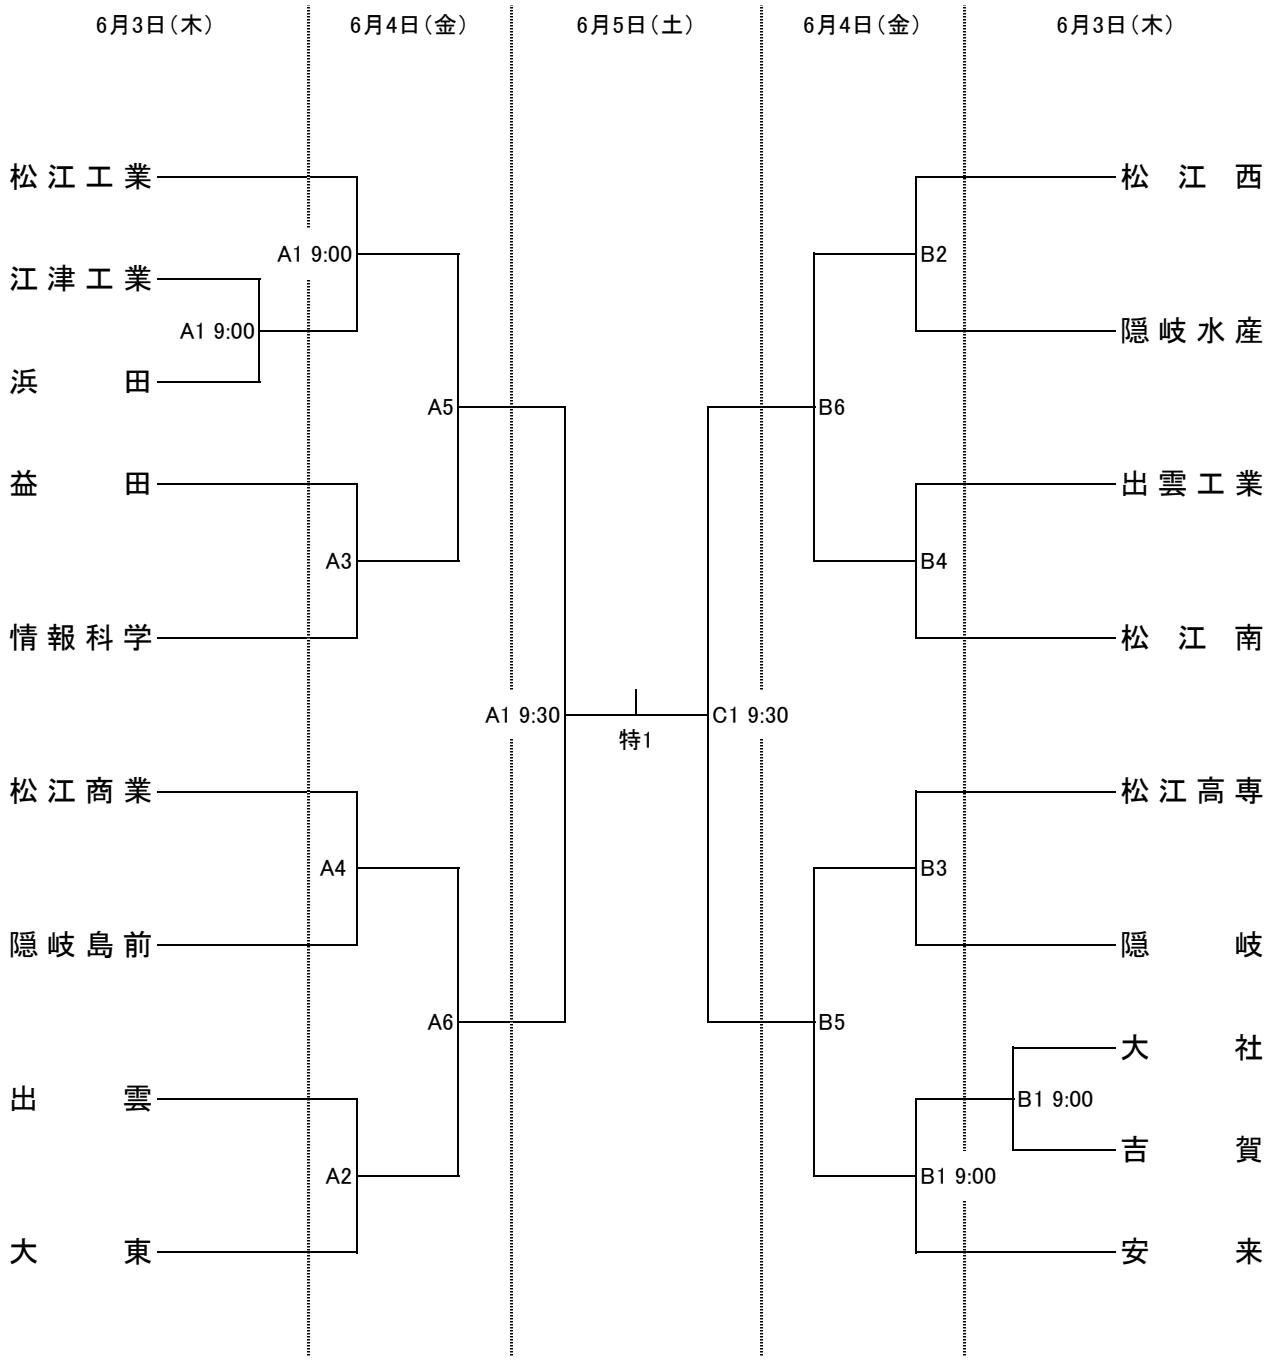 6月3日（木） 6月4日（金） 6月5日（土） 6月4日（金） 6月3日（木）
松江工業 松江西
A1 9:00 B2
江津工業
A1 9:00 隠岐水産
浜田
A5 B6
益田 出雲工業
A3 B4
情報科学 松江南
A1 9:30 C1 9:30
特1
松江商業 松江高専
A4 B3
隠岐島前 隠岐
A6 B5
大社
出雲 B1 9:00
吉賀
A2 B1 9:00
大東 安来